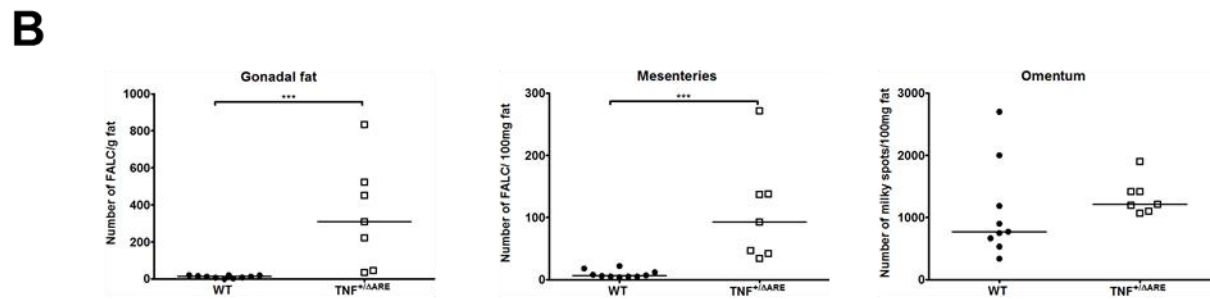 B
Gonadal fat
Number of FALC/g fat
1000
800
600
400
200
0
***
WT
TNF+/ΔARE
Mesenteries
Number of FALC/ 100mg fat
300
200
100
0
***
WT
TNF+/ΔARE
Omentum
Number of milky spots/100mg fat
3000
2000
1000
0
WT
TNF+/ΔARE